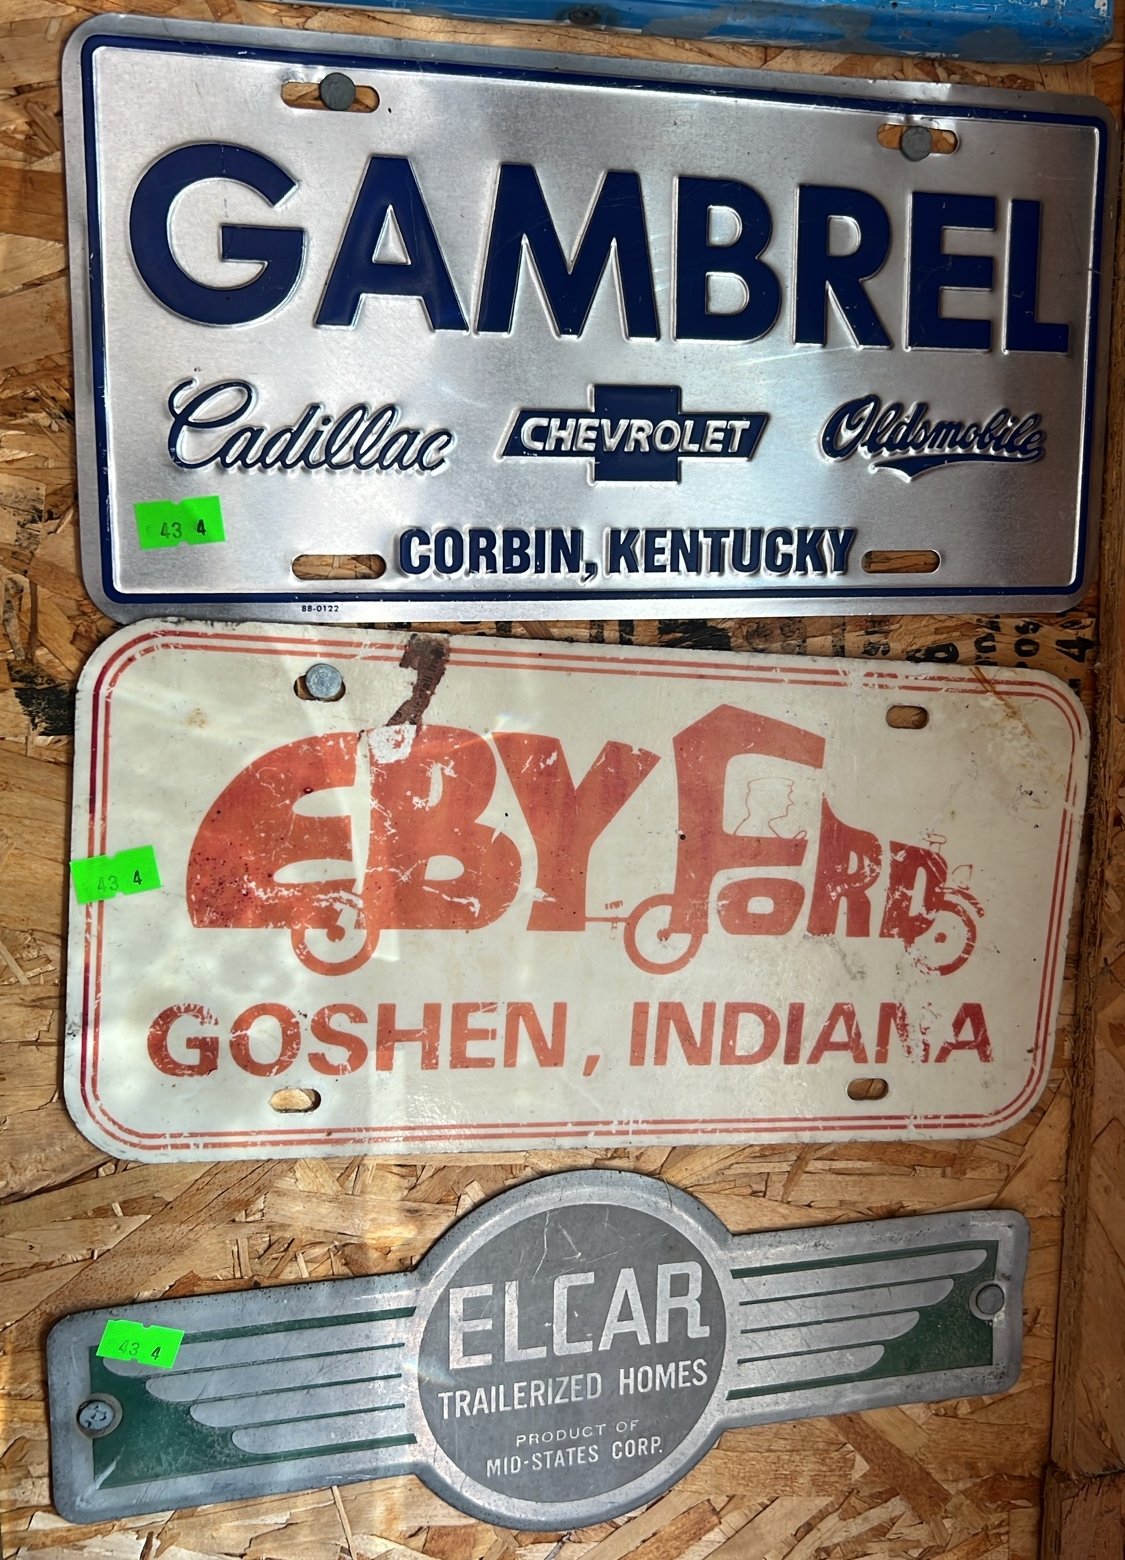 GAMBREL
Cadillac CHEVROLET Oldsmobile
43 4
CORBIN, KENTUCKY
88-0122
EBY FORD
43 4
GOSHEN, INDIANA
ELCAR
43 4
TRAILERIZED HOMES
PRODUCT OF
MID-STATES CORP.